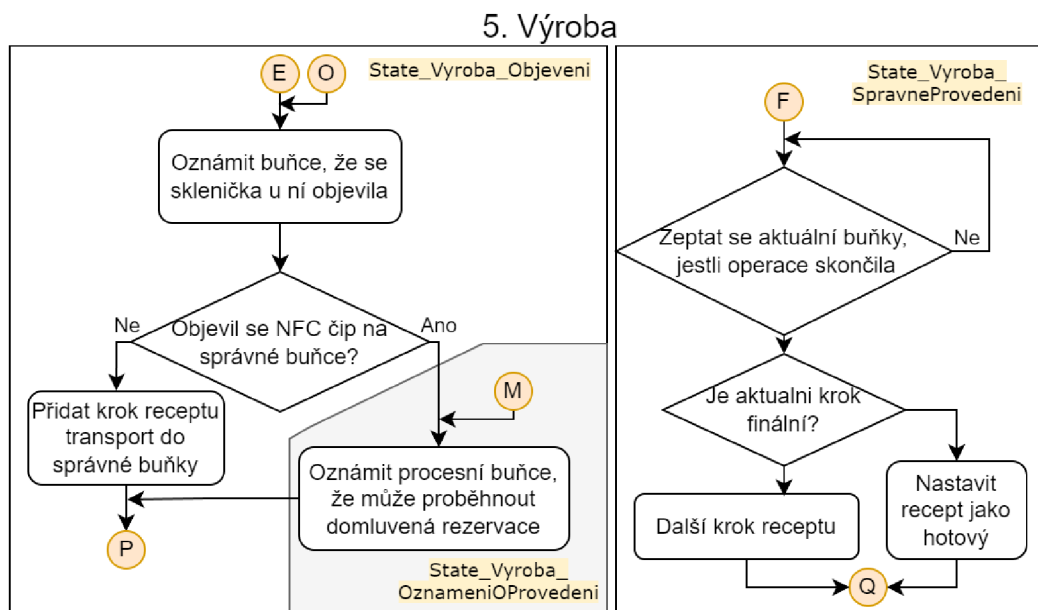 5. Výroba
E
O
State_Vyroba_Objeveni
Oznámit buňce, že se
sklenička u ní objevila
Ne
Objevil se NFC čip na
správné buňce?
Ano
Přidat krok receptu
transport do
správné buňky
M
Oznámit procesní buňce,
že může proběhnout
domluvená rezervace
P
State_Vyroba_
OznameniOProvedeni
State_Vyroba_
SpravneProvedeni
F
Zeptat se aktuální buňky,
jestli operace skončila
Ne
Je aktualni krok
finální?
Další krok receptu
Nastavit
recept jako
hotový
Q